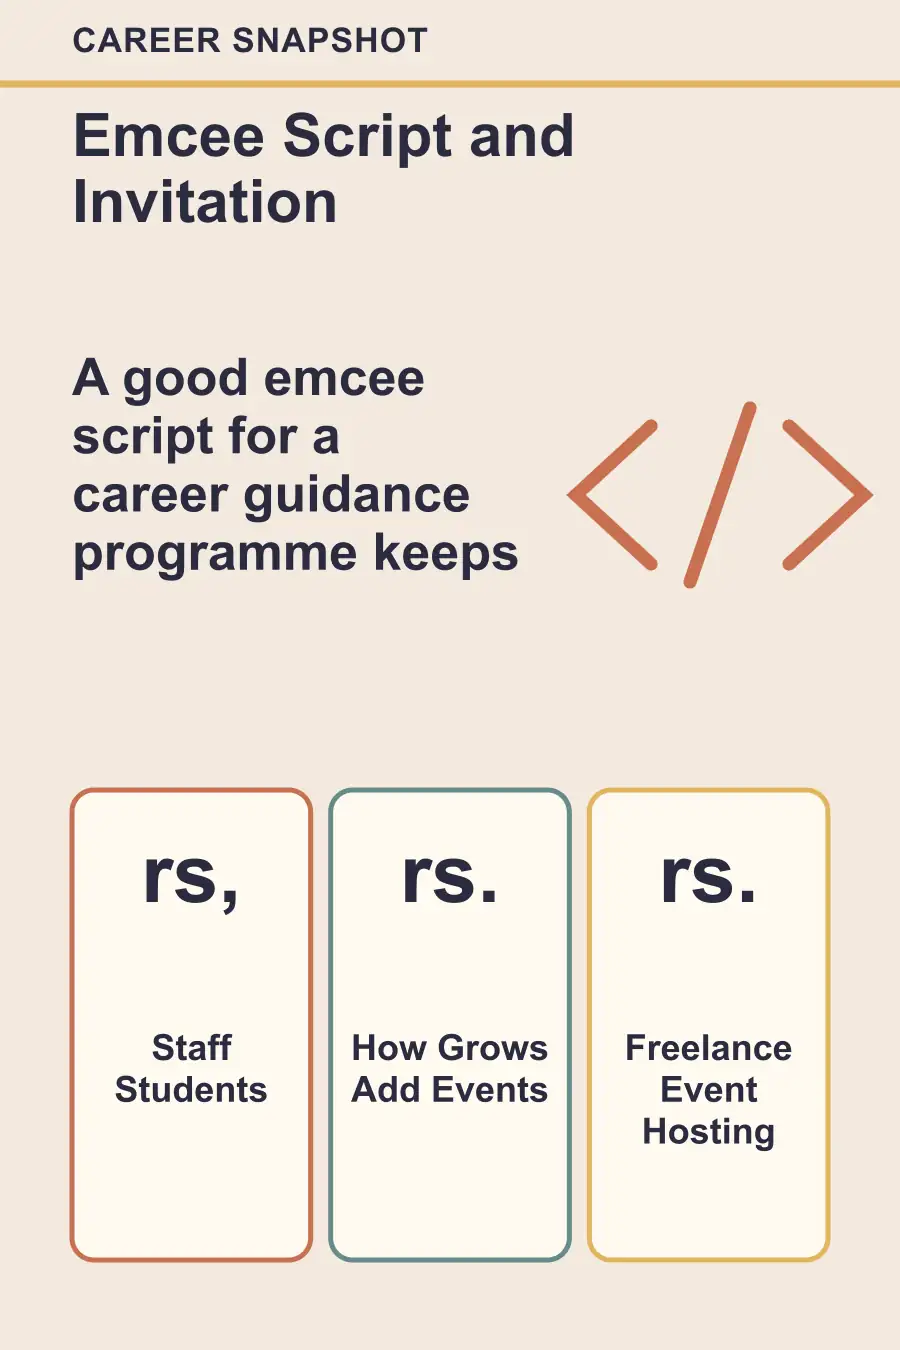 CAREER SNAPSHOT
Emcee Script and
Invitation
A good emcee
script for a
career guidance
programme keeps
rs,
Staff
Students
rs.
How Grows
Add Events
rs.
Freelance
Event
Hosting